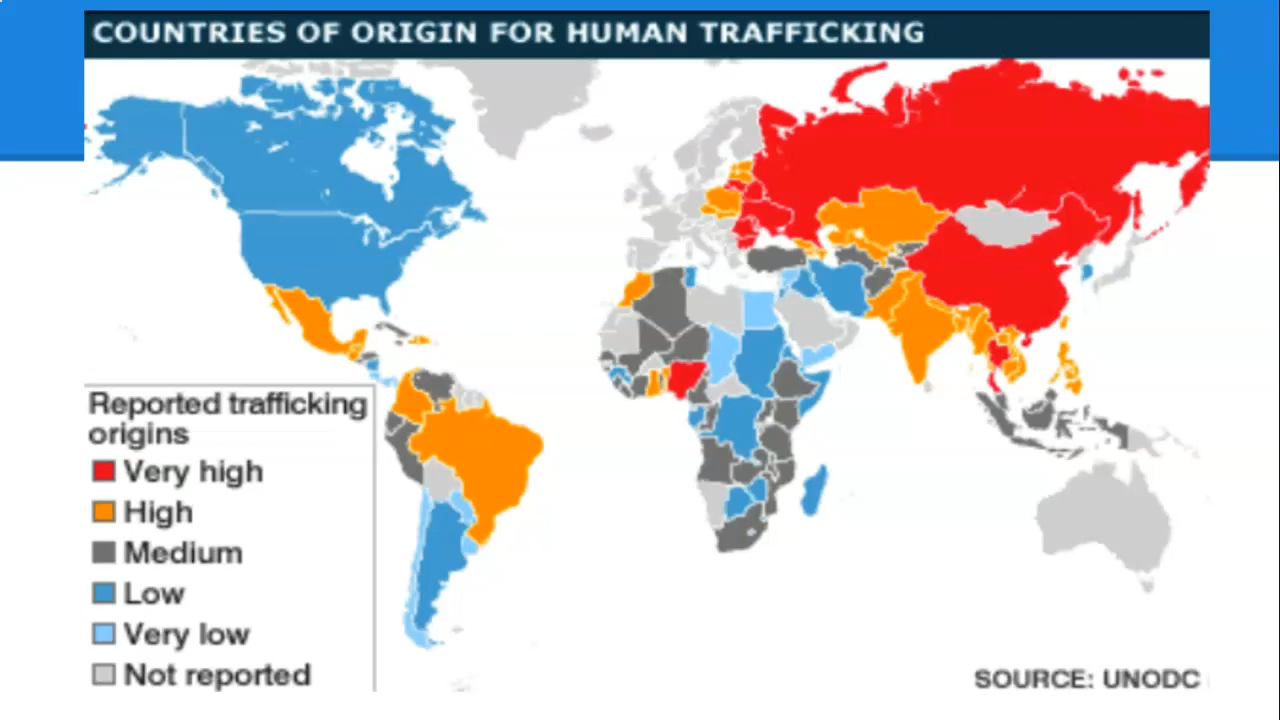 COUNTRIES OF ORIGIN FOR HUMAN TRAFFICKING
Reported trafficking
origins
Very high
High
Medium
Low
Very low
Not reported
SOURCE: UNODC